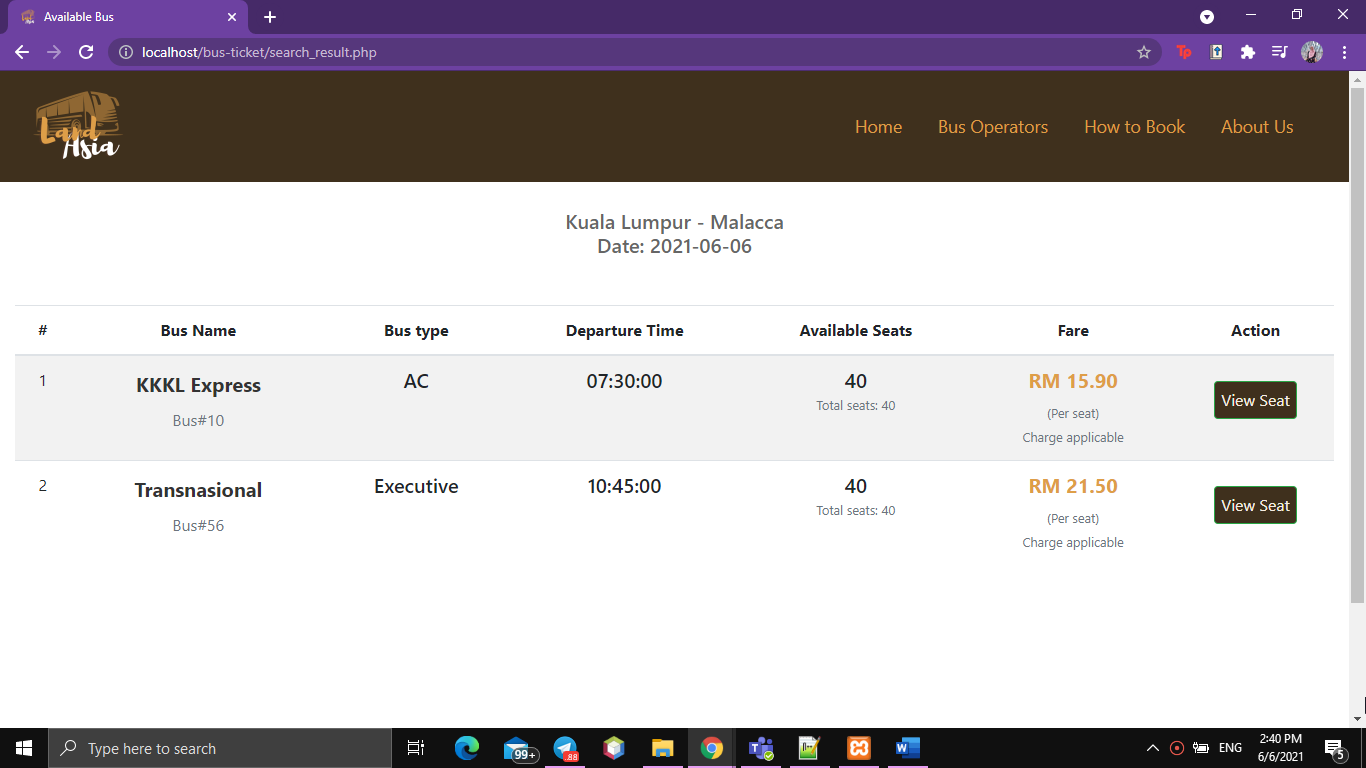 Available Bus
localhost/bus-ticket/search_result.php
Tp
Land
Asia
Home
Bus Operators
How to Book
About Us
Kuala Lumpur - Malacca
Date: 2021-06-06
# Bus Name Bus type Departure Time Available Seats Fare Action
1 KKKL Express AC 07:30:00 40 RM 15.90 View Seat
Bus#10 Total seats: 40 (Per seat)
Charge applicable
2 Transnasional Executive 10:45:00 40 RM 21.50 View Seat
Bus#56 Total seats: 40 (Per seat)
Charge applicable
Type here to search
99+
88
ENG
2:40 PM
6/6/2021
5